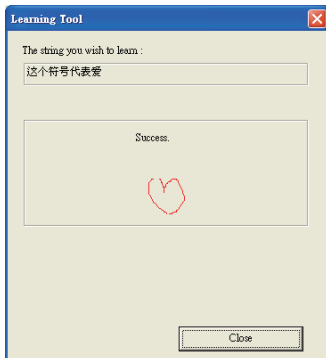 Learning Tool
The string you wish to learn :
这个符号代表爱
Success.
Close